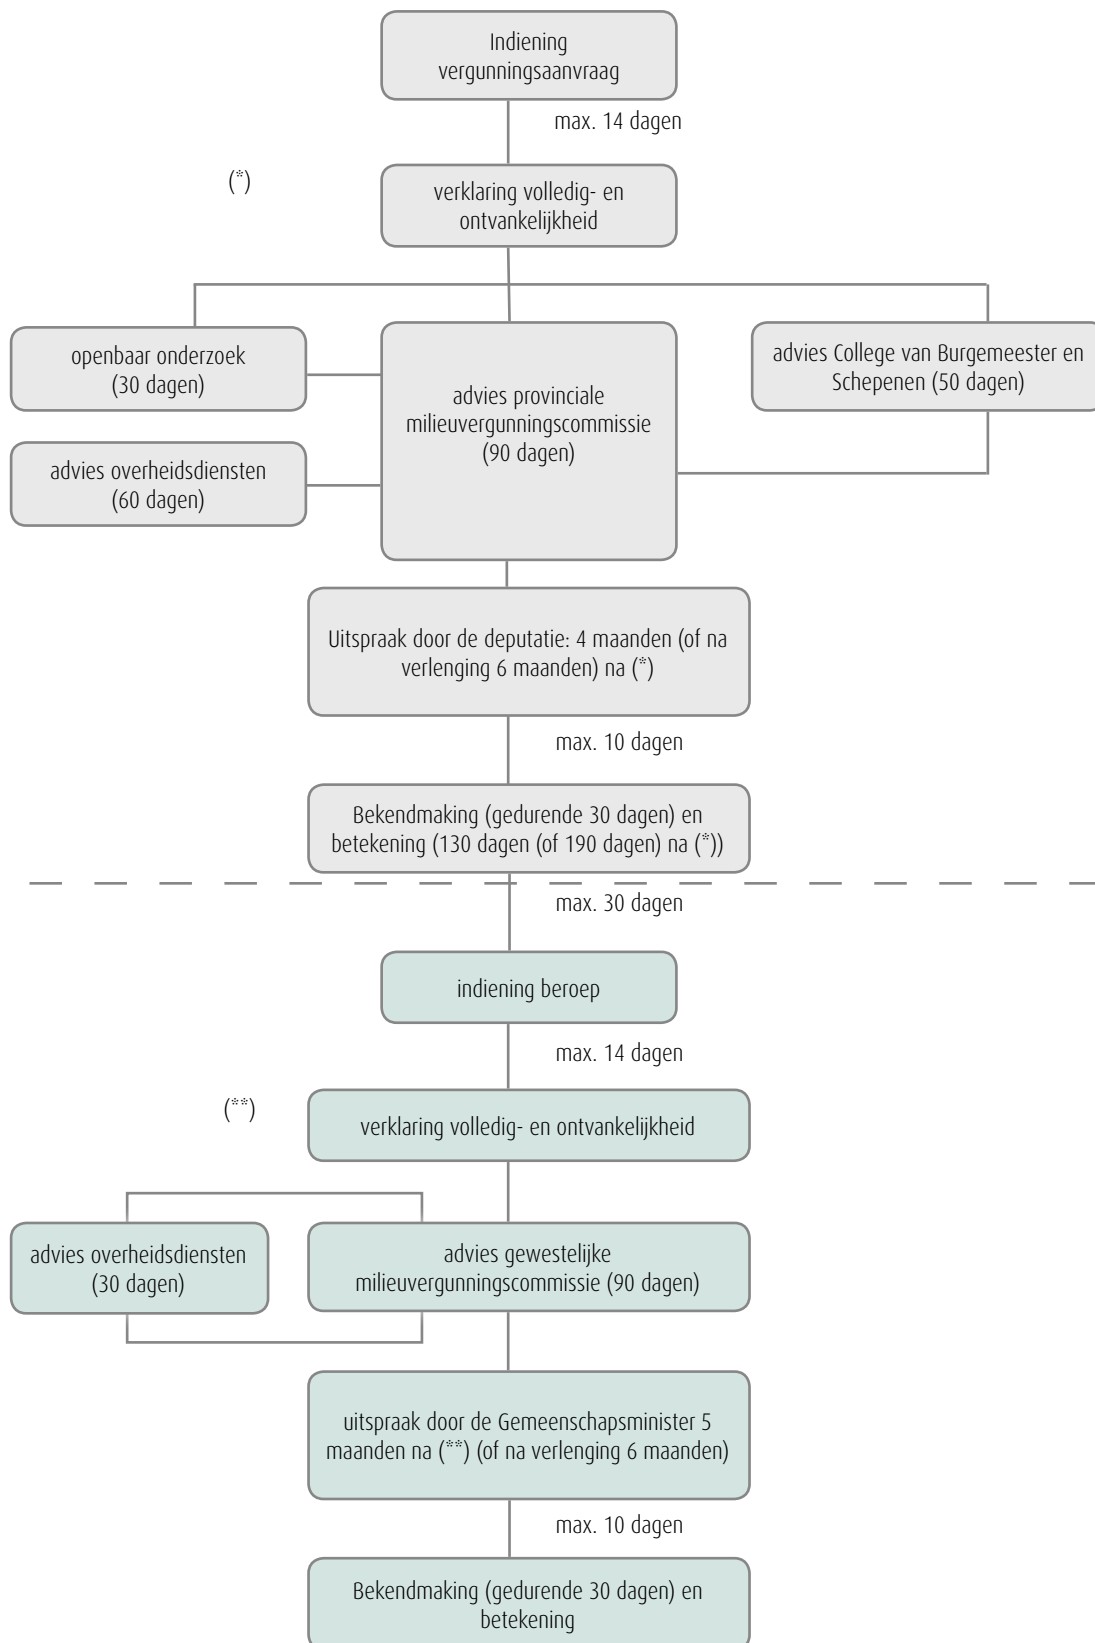 Indiening
vergunningsaanvraag
max. 14 dagen
(*)
verklaring volledig- en
ontvankelijkheid
openbaar onderzoek
(30 dagen)
advies College van Burgemeester en
Schepenen (50 dagen)
advies provinciale
milieuvergunningscommissie
(90 dagen)
advies overheidsdiensten
(60 dagen)
Uitspraak door de deputatie: 4 maanden (of na
verlenging 6 maanden) na (*)
max. 10 dagen
Bekendmaking (gedurende 30 dagen) en
betekening (130 dagen (of 190 dagen) na (*))
max. 30 dagen
indiening beroep
max. 14 dagen
(**)
verklaring volledig- en ontvankelijkheid
advies overheidsdiensten
(30 dagen)
advies gewestelijke
milieuvergunningscommissie (90 dagen)
uitspraak door de Gemeenschapsminister 5
maanden na (**) (of na verlenging 6 maanden)
max. 10 dagen
Bekendmaking (gedurende 30 dagen) en
betekening